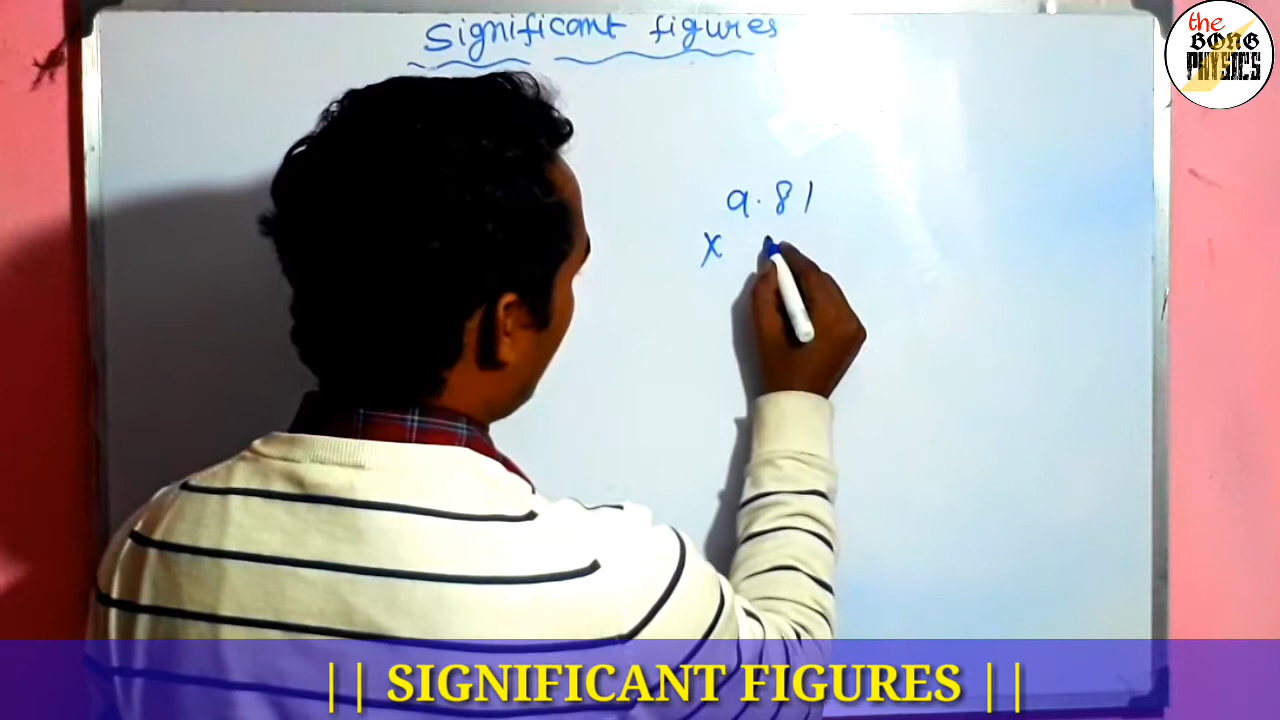 Significant figures
the
BONG
PHYSICS
9.81
X
|| SIGNIFICANT FIGURES ||